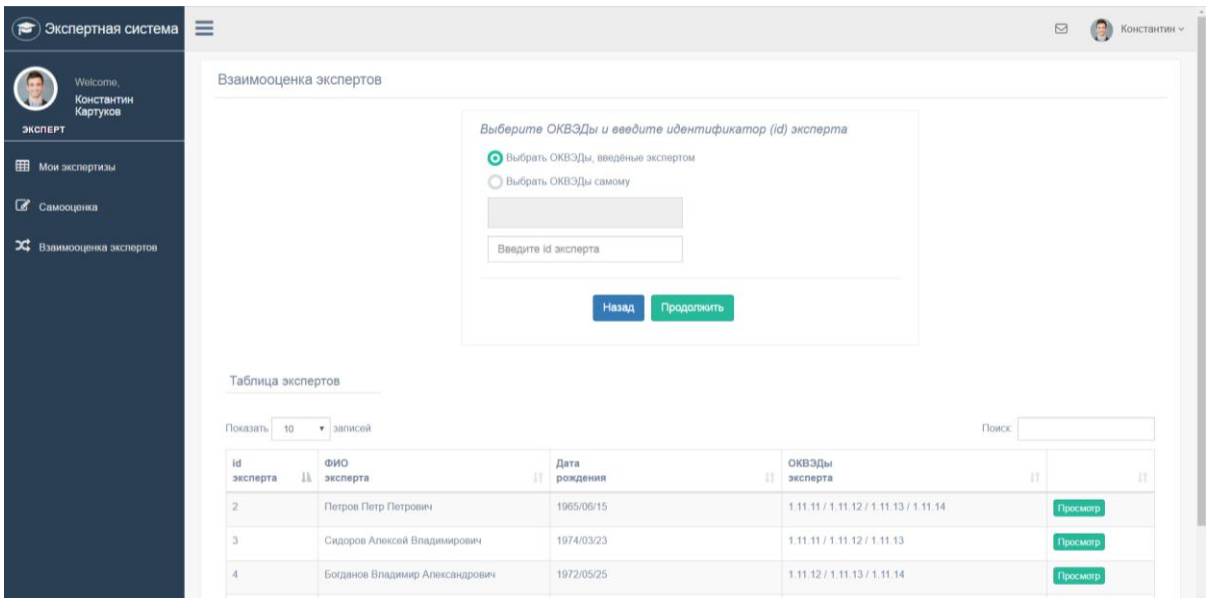 Экспертная система
Константин
Welcome,
Константин
Картуков
ЭКСПЕРТ
Мои экспертизы
Самооценка
Взаимооценка экспертов
Взаимооценка экспертов
Выберите ОКВЭДы и введите идентификатор (id) эксперта
Выбрать ОКВЭДы, введёные экспертом
Выбрать ОКВЭДы самому
Введите id эксперта
Назад Продолжить
Таблица экспертов
Показать 10 записей Поиск:
id эксперта ФИО эксперта Дата рождения ОКВЭДы эксперта
2 Петров Петр Петрович 1965/06/15 1.11.11 / 1.11.12 / 1.11.13 / 1.11.14 Просмотр
3 Сидоров Алексей Владимирович 1974/03/23 1.11.11 / 1.11.12 / 1.11.13 Просмотр
4 Богданов Владимир Александрович 1972/05/25 1.11.12 / 1.11.13 / 1.11.14 Просмотр